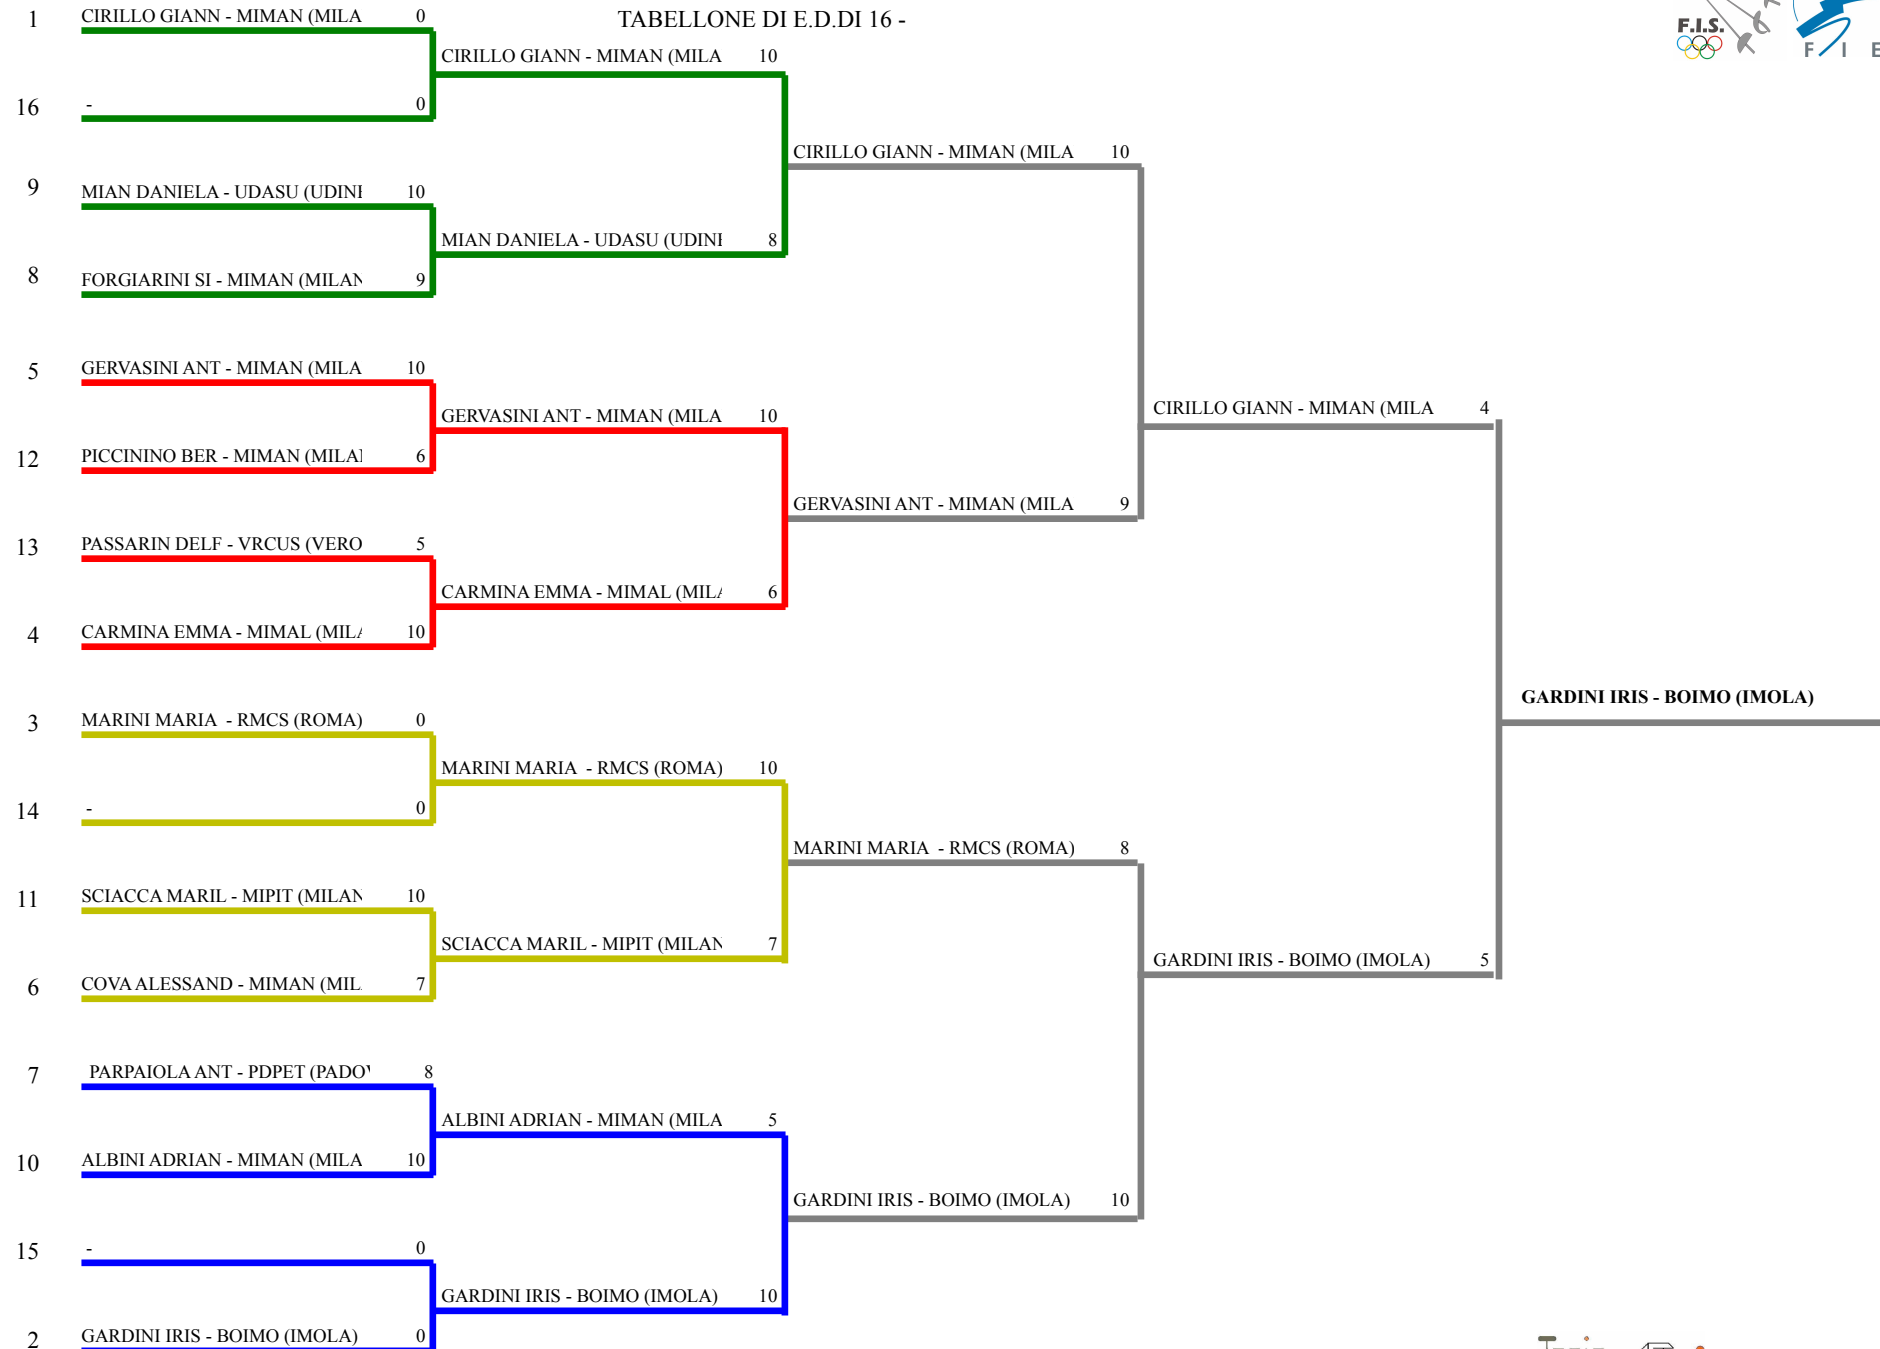 TABELLONE DI E.D.DI 16 -
F.I.S.
F I E
1 CIRILLO GIANN - MIMAN (MILA 0
CIRILLO GIANN - MIMAN (MILA 10
16 - 0
CIRILLO GIANN - MIMAN (MILA 10
9 MIAN DANIELA - UDASU (UDINE 10
MIAN DANIELA - UDASU (UDINE 8
8 FORGIARINI SI - MIMAN (MILAN 9
5 GERVASINI ANT - MIMAN (MILA 10
CIRILLO GIANN - MIMAN (MILA 4
GERVASINI ANT - MIMAN (MILA 10
12 PICCININO BER - MIMAN (MILA 6
GERVASINI ANT - MIMAN (MILA 9
13 PASSARIN DELF - VRCUS (VERO 5
CARMINA EMMA - MIMAL (MILA 6
4 CARMINA EMMA - MIMAL (MILA 10
GARDINI IRIS - BOIMO (IMOLA)
3 MARINI MARIA - RMCS (ROMA) 0
MARINI MARIA - RMCS (ROMA) 10
14 - 0
MARINI MARIA - RMCS (ROMA) 8
11 SCIACCA MARIL - MIPIT (MILAN 10
SCIACCA MARIL - MIPIT (MILAN 7
GARDINI IRIS - BOIMO (IMOLA) 5
6 COVA ALESSAND - MIMAN (MIL 7
7 PARPAIOLA ANT - PDPET (PADOV 8
ALBINI ADRIAN - MIMAN (MILA 5
10 ALBINI ADRIAN - MIMAN (MILA 10
GARDINI IRIS - BOIMO (IMOLA) 10
15 - 0
GARDINI IRIS - BOIMO (IMOLA) 10
2 GARDINI IRIS - BOIMO (IMOLA) 0